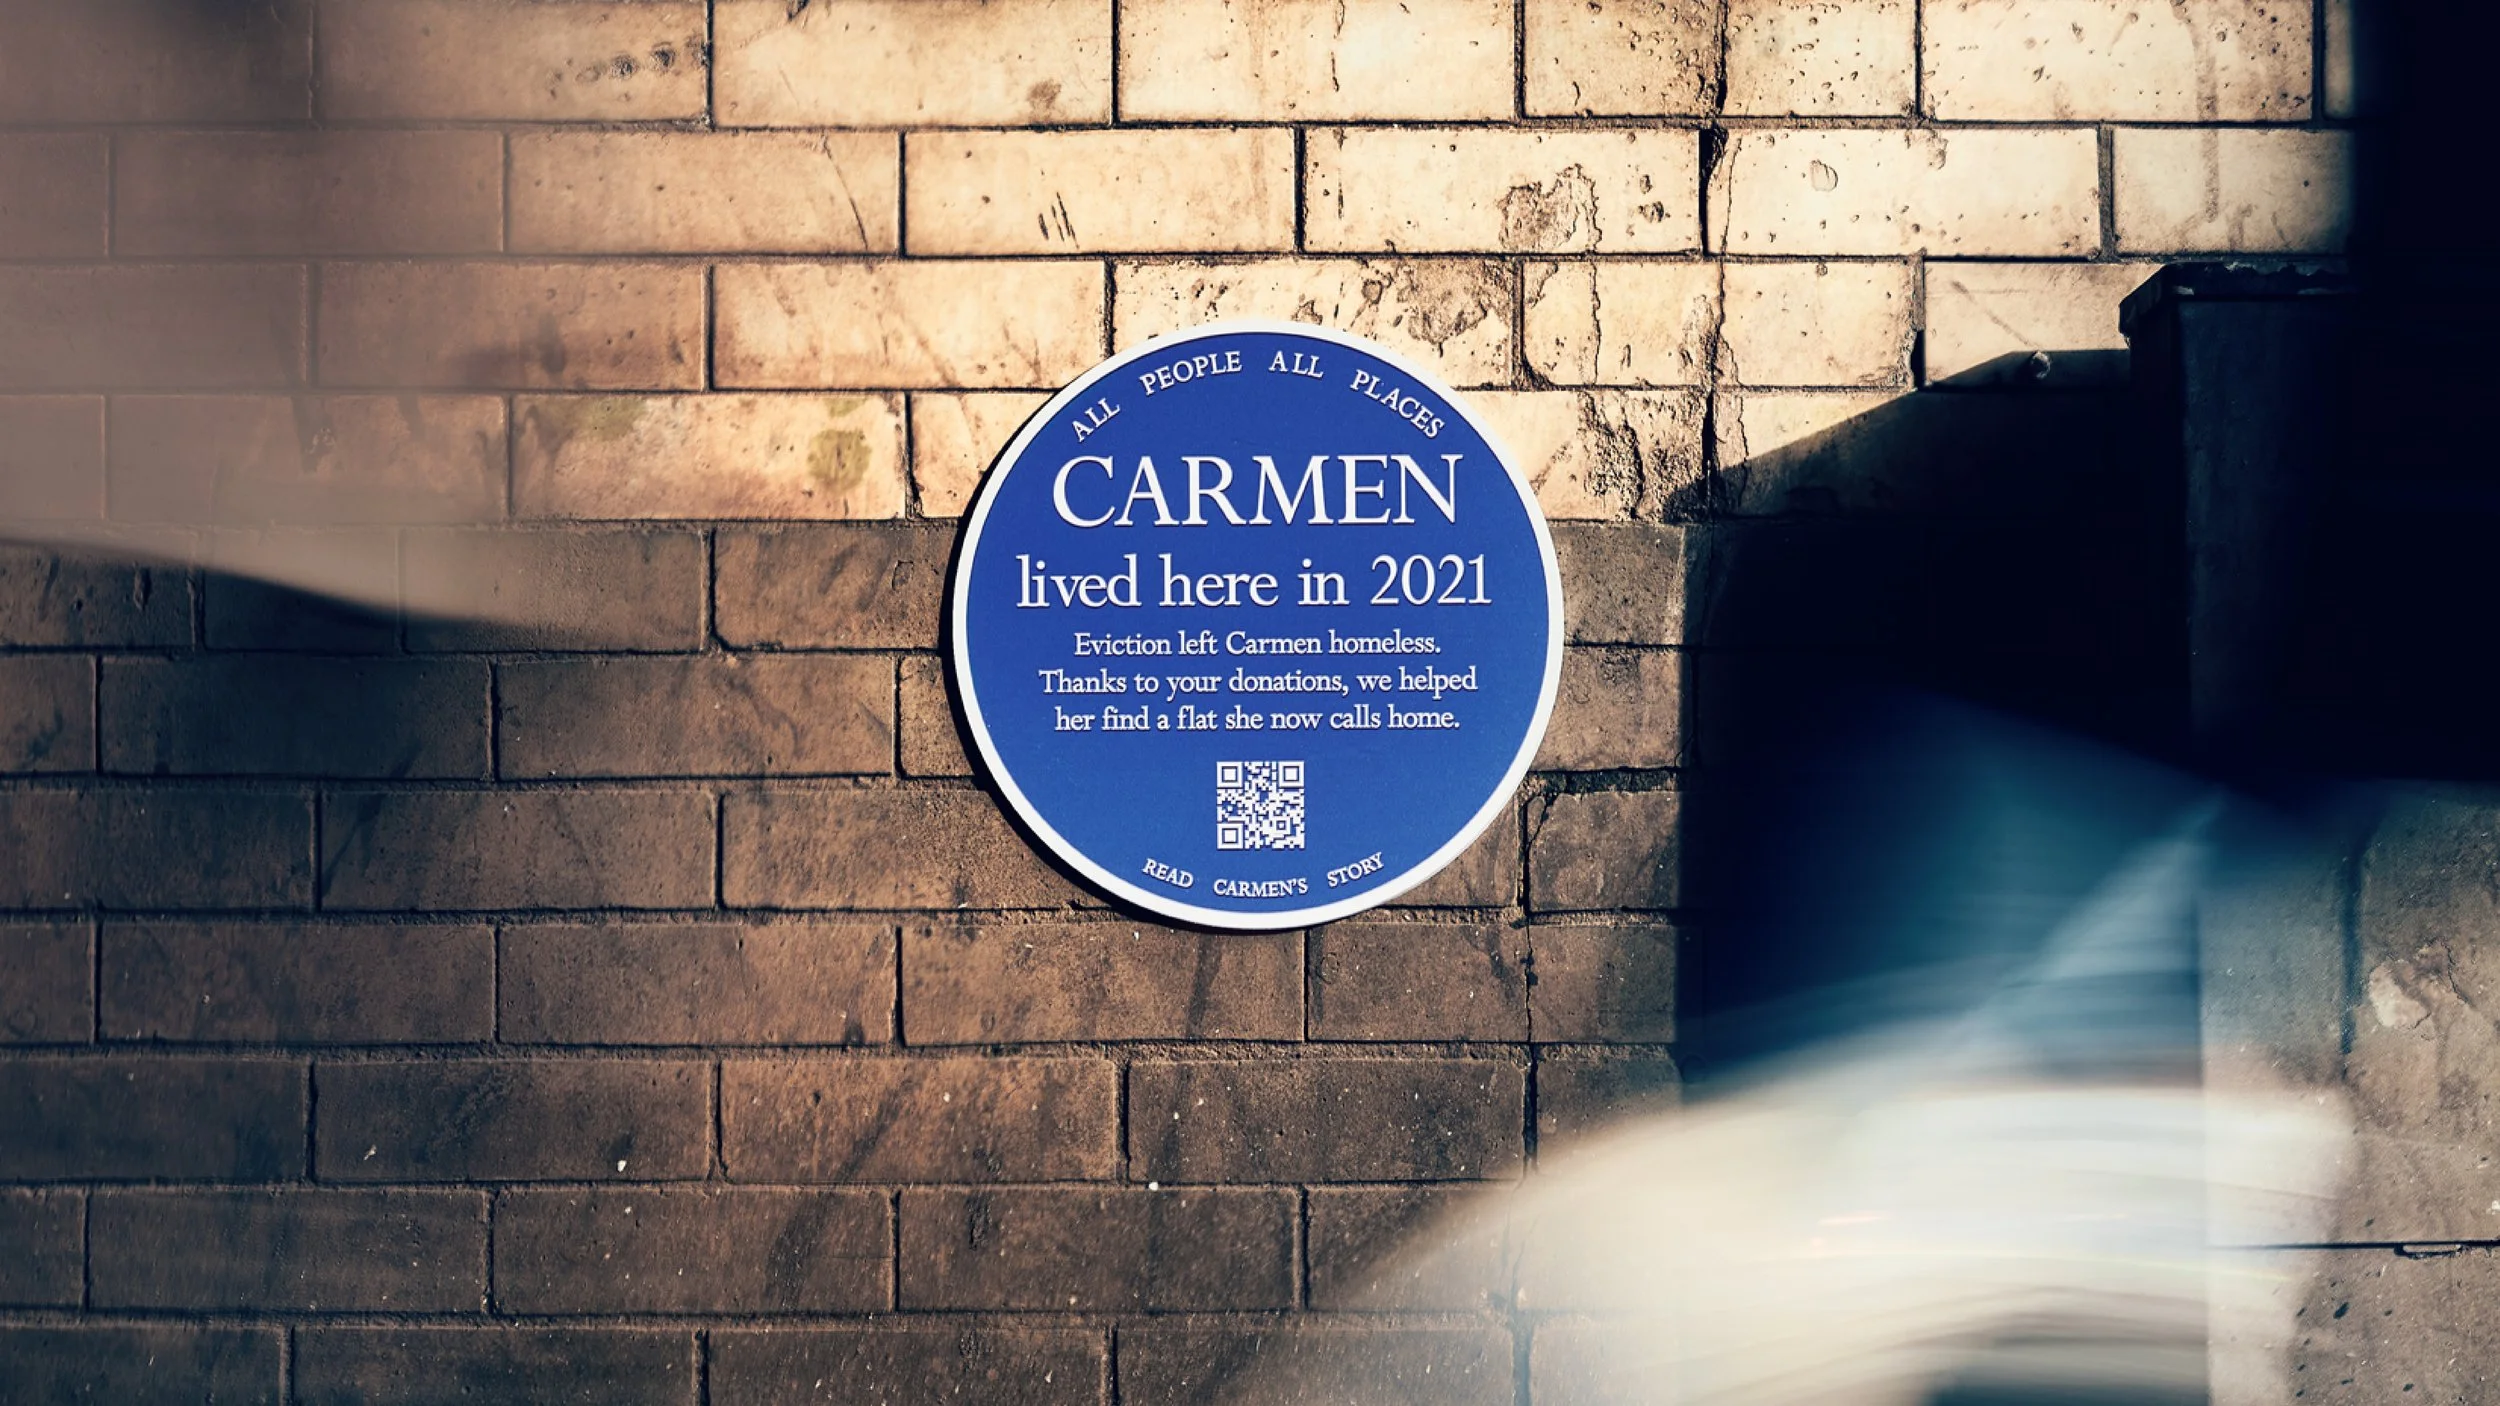 ALL PEOPLE ALL PLACES
CARMEN
lived here in 2021
Eviction left Carmen homeless.
Thanks to your donations, we helped
her find a flat she now calls home.
READ CARMEN'S STORY